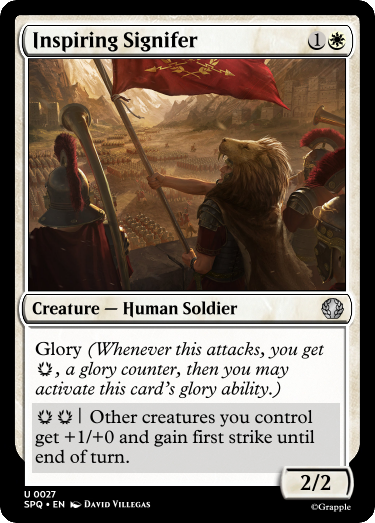 Inspiring Signifer 1
Creature — Human Soldier
Glory (Whenever this attacks, you get
, a glory counter, then you may
activate this card's glory ability.)
| Other creatures you control
get +1/+0 and gain first strike until
end of turn.
2/2
U 0027
SPQ • EN DAVID VILLEGAS
©Grapple